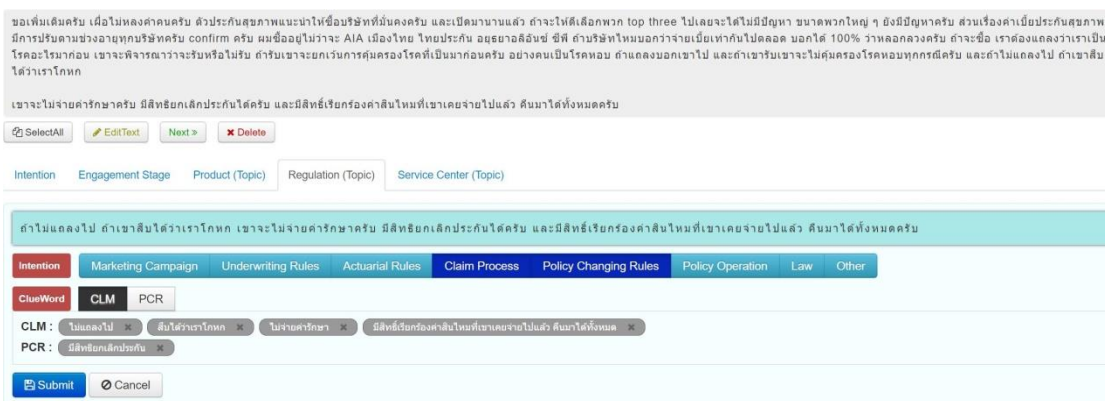 ขอเพิ่มเติมครับ เผื่อไม่หลงค่าคนครับ ตัวประกันสุขภาพแนะนำให้ซื้อบริษัทที่มั่นคงครับ และเปิดมานานแล้ว ถ้าจะให้ดีเลือกพวก top three ไปเลยจะได้ไม่มีปัญหา ขนาดพวกใหญ่ ๆ ยังมีปัญหาครับ ส่วนเรื่องค่าเบี้ยประกันสุขภาพ
มีการปรับตามช่วงอายุทุกบริษัทครับ confirm ครับ ผมซื้ออยู่ไม่ว่าจะ AIA เมืองไทย ไทยประกัน อยุธยาอลิอันซ์ ซีพี ถ้าบริษัทไหนบอกว่าจ่ายเบี้ยเท่ากันไปตลอด บอกได้ 100% ว่าหลอกลวงครับ ถ้าจะซื้อ เราต้องแถลงว่าเราเป็น
โรคอะไรมาก่อน เขาจะพิจารณาว่าจะรับหรือไม่รับ ถ้ารับเขาจะยกเว้นการคุ้มครองโรคที่เป็นมาก่อนครับ อย่างคนเป็นโรคหอบ ถ้าแถลงบอกเขาไป และถ้าเขารับเขาจะไม่คุ้มครองโรคหอบทุกกรณีครับ และถ้าไม่แถลงไป ถ้าเขาสืบ
ได้ว่าเราโกหก
เขาจะไม่จ่ายค่ารักษาครับ มีสิทธิยกเลิกประกันได้ครับ และมีสิทธิ์เรียกร้องค่าสินไหมที่เขาเคยจ่ายไปแล้ว คืนมาได้ทั้งหมดครับ
SelectAll EditText Next » Delete
Intention Engagement Stage Product (Topic) Regulation (Topic) Service Center (Topic)
ถ้าไม่แถลงไป ถ้าเขาสืบได้ว่าเราโกหก เขาจะไม่จ่ายค่ารักษาครับ มีสิทธิยกเลิกประกันได้ครับ และมีสิทธิ์เรียกร้องค่าสินไหมที่เขาเคยจ่ายไปแล้ว คืนมาได้ทั้งหมดครับ
Intention Marketing Campaign Underwriting Rules Actuarial Rules Claim Process Policy Changing Rules Policy Operation Law Other
ClueWord CLM PCR
CLM : ไม่แถลงไป สืบได้ว่าเราโกหก ไม่จ่ายค่ารักษา มีสิทธิ์เรียกร้องค่าสินไหมที่เขาเคยจ่ายไปแล้ว คืนมาได้ทั้งหมด
PCR : มีสิทธิยกเลิกประกัน
Submit Cancel